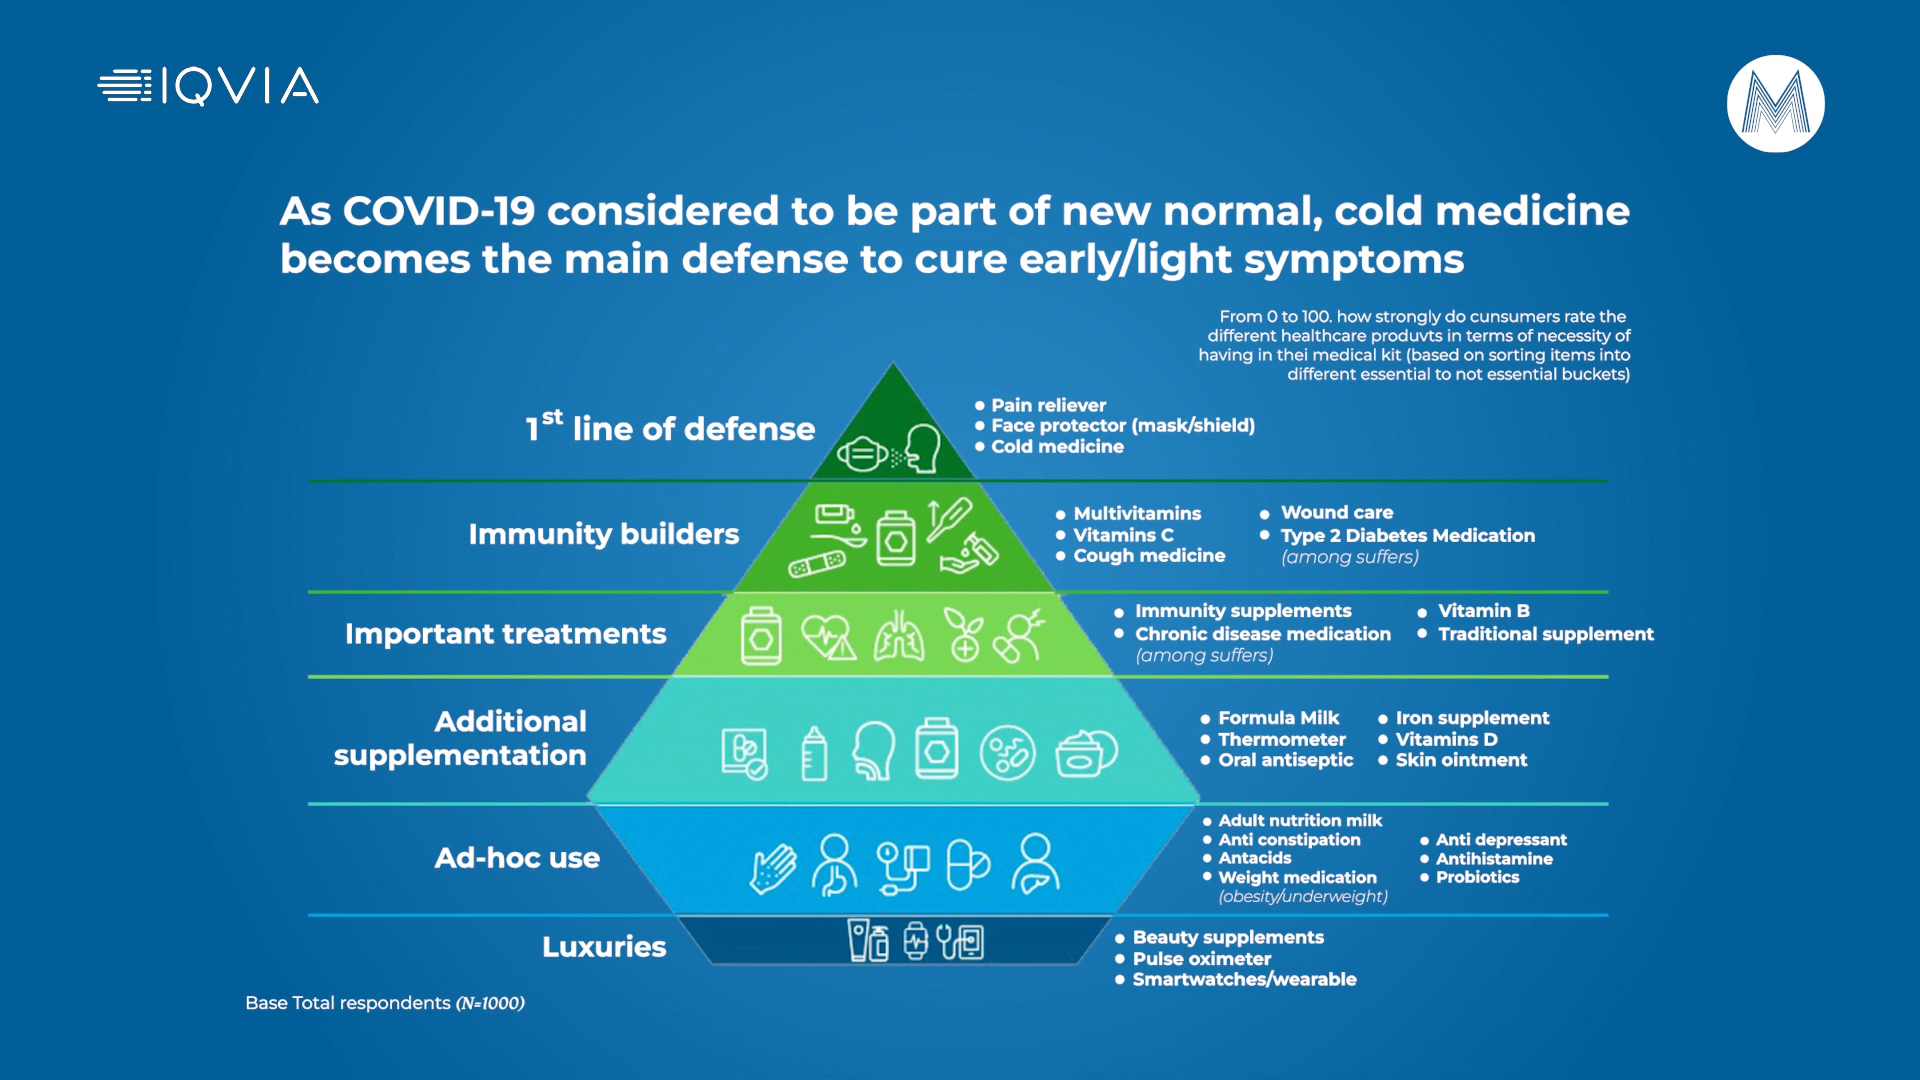 IQVIA
M
As COVID-19 considered to be part of new normal, cold medicine
becomes the main defense to cure early/light symptoms
From 0 to 100. how strongly do cunsumers rate the
different healthcare produvts in terms of necessity of
having in thei medical kit (based on sorting items into
different essential to not essential buckets)
1st line of defense
● Pain reliever
● Face protector (mask/shield)
● Cold medicine
Immunity builders
● Multivitamins
● Vitamins C
● Cough medicine
● Wound care
● Type 2 Diabetes Medication
(among suffers)
Important treatments
● Immunity supplements
● Chronic disease medication
(among suffers)
● Vitamin B
● Traditional supplement
Additional
supplementation
● Formula Milk
● Thermometer
● Oral antiseptic
● Iron supplement
● Vitamins D
● Skin ointment
Ad-hoc use
● Adult nutrition milk
● Anti constipation
● Antacids
● Weight medication
(obesity/underweight)
● Anti depressant
● Antihistamine
● Probiotics
Luxuries
● Beauty supplements
● Pulse oximeter
● Smartwatches/wearable
Base Total respondents (N=1000)